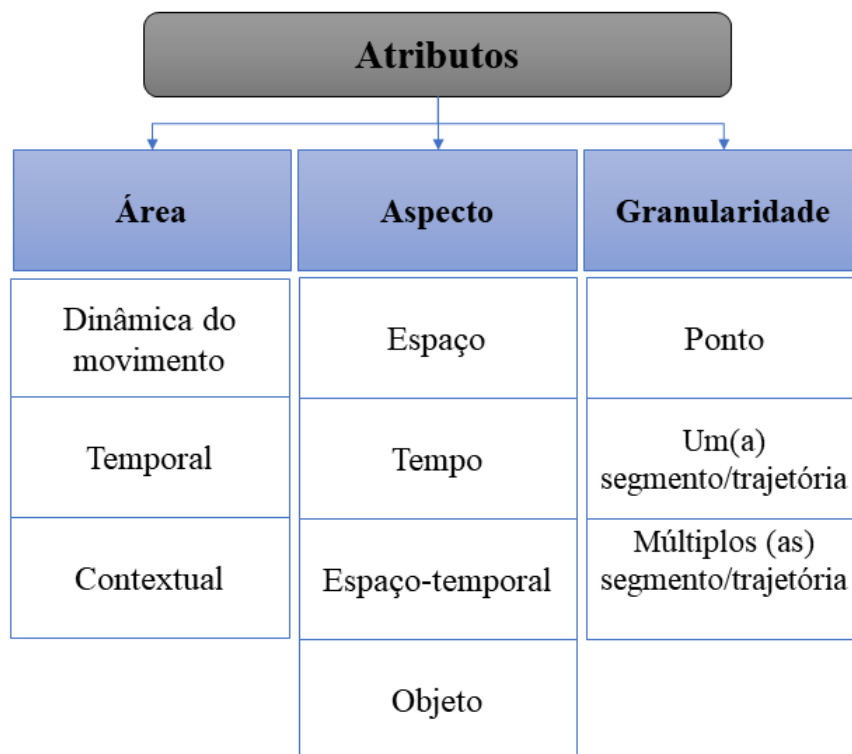 Atributos
Área
Aspecto
Granularidade
Dinâmica do
movimento
Espaço
Ponto
Temporal
Tempo
Um(a)
segmento/trajetória
Contextual
Espaço-temporal
Múltiplos (as)
segmento/trajetória
Objeto